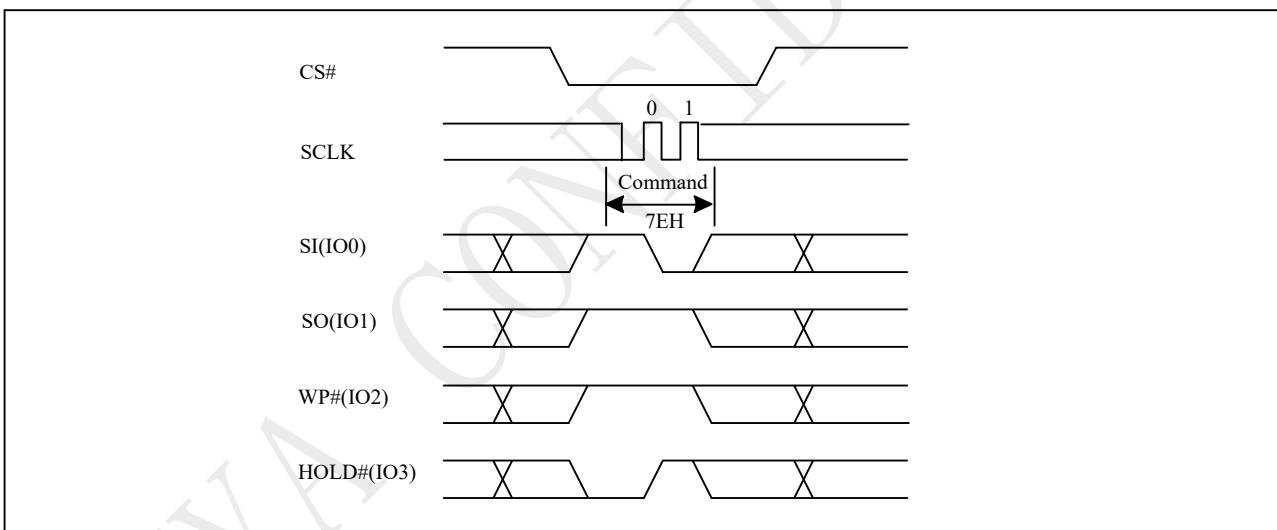 CS#
0 1
SCLK
Command
7EH
SI(IO0)
SO(IO1)
WP#(IO2)
HOLD#(IO3)